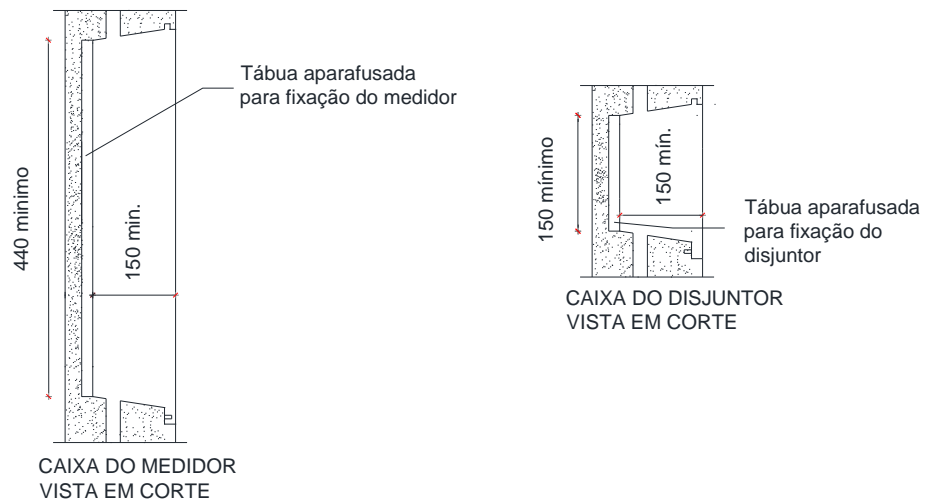 Tábua aparafusada
para fixação do medidor
440 minimo
150 min.
CAIXA DO MEDIDOR
VISTA EM CORTE
150 mínimo
150 mín.
Tábua aparafusada
para fixação do
disjuntor
CAIXA DO DISJUNTOR
VISTA EM CORTE